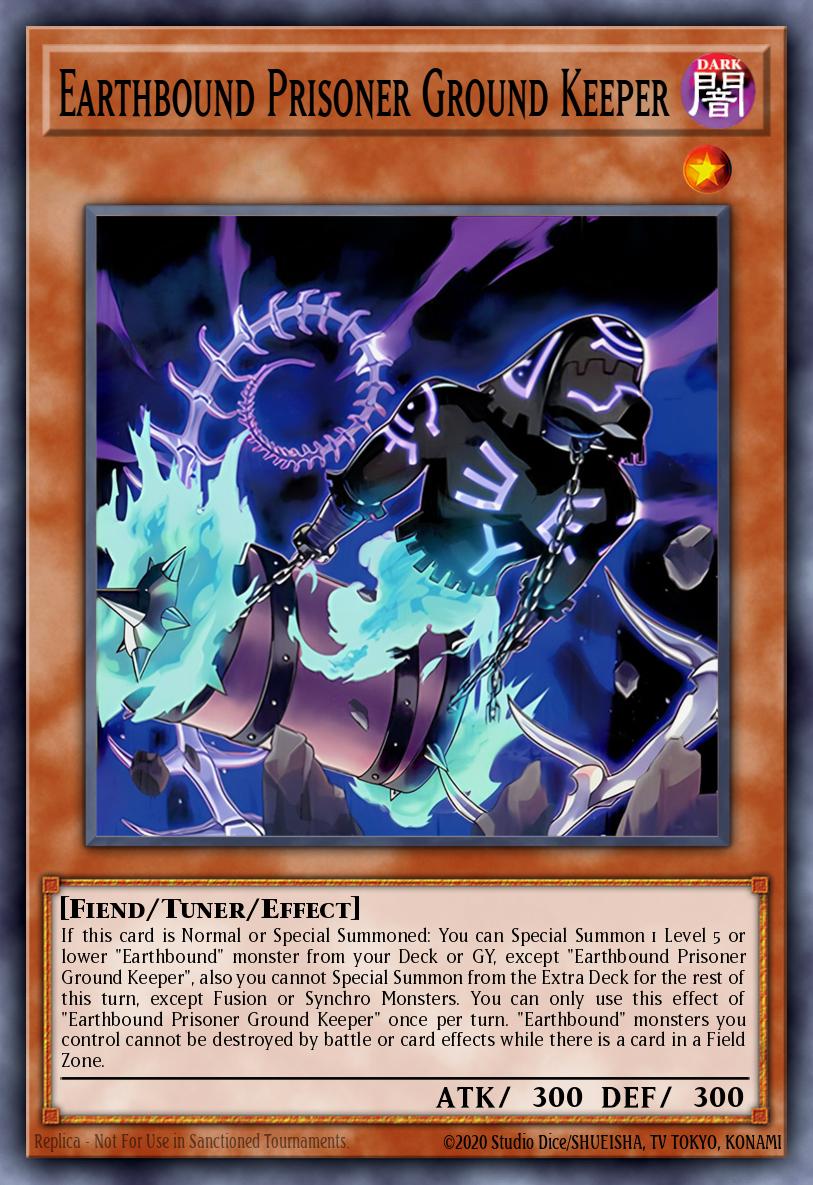 Earthbound Prisoner Ground Keeper
DARK
闇
[Fiend/Tuner/Effect]
If this card is Normal or Special Summoned: You can Special Summon 1 Level 5 or
lower "Earthbound" monster from your Deck or GY, except "Earthbound Prisoner
Ground Keeper", also you cannot Special Summon from the Extra Deck for the rest of
this turn, except Fusion or Synchro Monsters. You can only use this effect of
"Earthbound Prisoner Ground Keeper" once per turn. "Earthbound" monsters you
control cannot be destroyed by battle or card effects while there is a card in a Field
Zone.
ATK/ 300 DEF/ 300
Replica - Not For Use in Sanctioned Tournaments.
©2020 Studio Dice/SHUEISHA, TV TOKYO, KONAMI